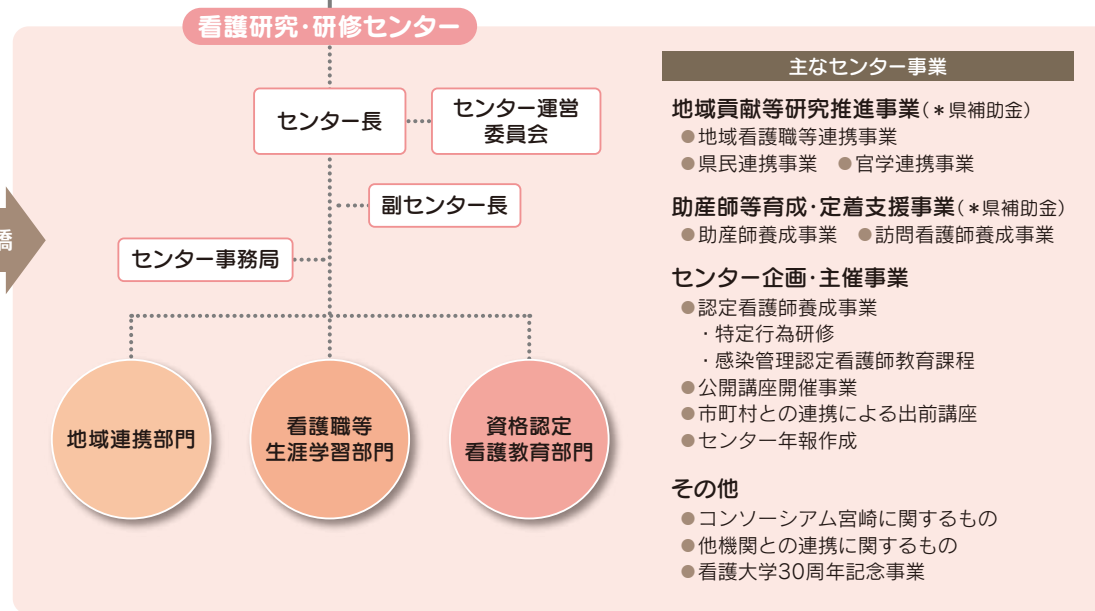 看護研究・研修センター
センター長
センター運営
委員会
副センター長
センター事務局
橋
地域連携部門
看護職等
生涯学習部門
資格認定
看護教育部門
主なセンター事業
地域貢献等研究推進事業(＊県補助金)
●地域看護職等連携事業
●県民連携事業 ●官学連携事業
助産師等育成・定着支援事業(＊県補助金)
●助産師養成事業 ●訪問看護師養成事業
センター企画・主催事業
●認定看護師養成事業
・特定行為研修
・感染管理認定看護師教育課程
●公開講座開催事業
●市町村との連携による出前講座
●センター年報作成
その他
●コンソーシアム宮崎に関するもの
●他機関との連携に関するもの
●看護大学30周年記念事業